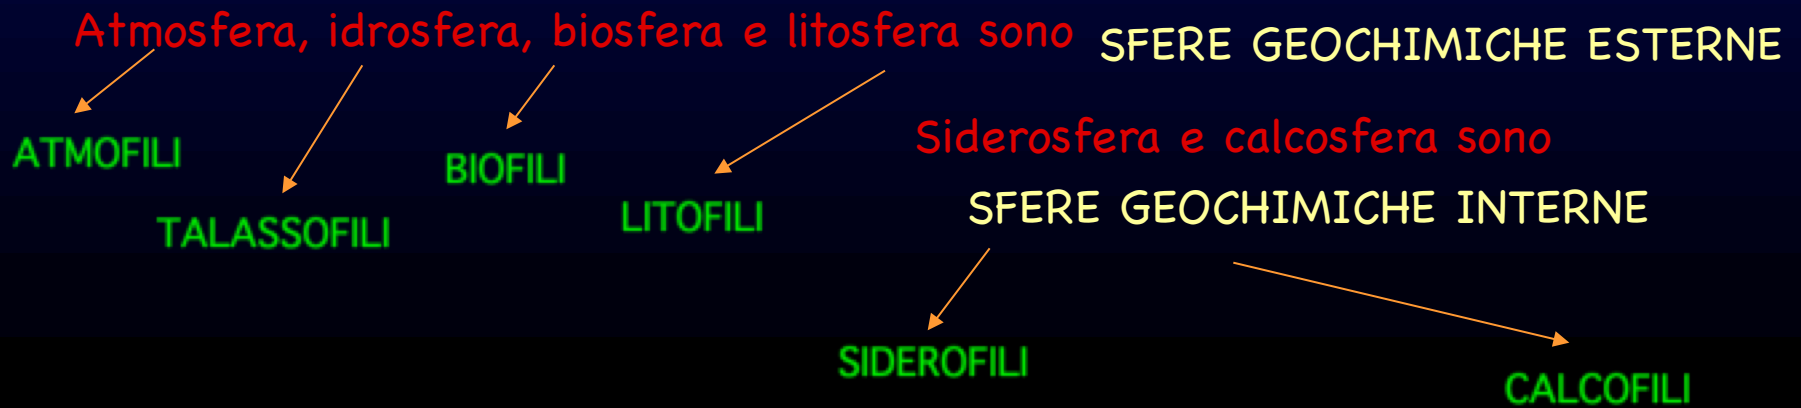 Atmosfera, idrosfera, biosfera e litosfera sono SFERE GEOCHIMICHE ESTERNE
ATMOFILI
TALASSOFILI
BIOFILI
LITOFILI
Siderosfera e calcosfera sono
SFERE GEOCHIMICHE INTERNE
SIDEROFILI
CALCOFILI